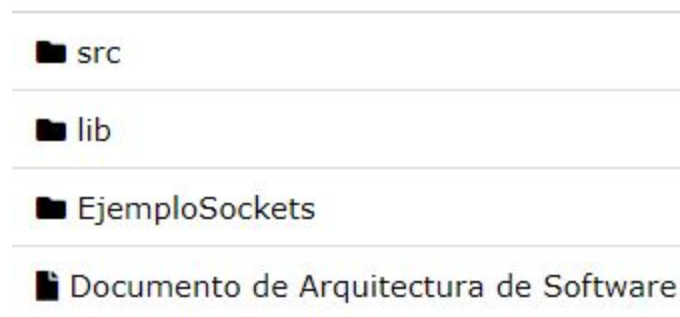 src
lib
EjemploSockets
Documento de Arquitectura de Software